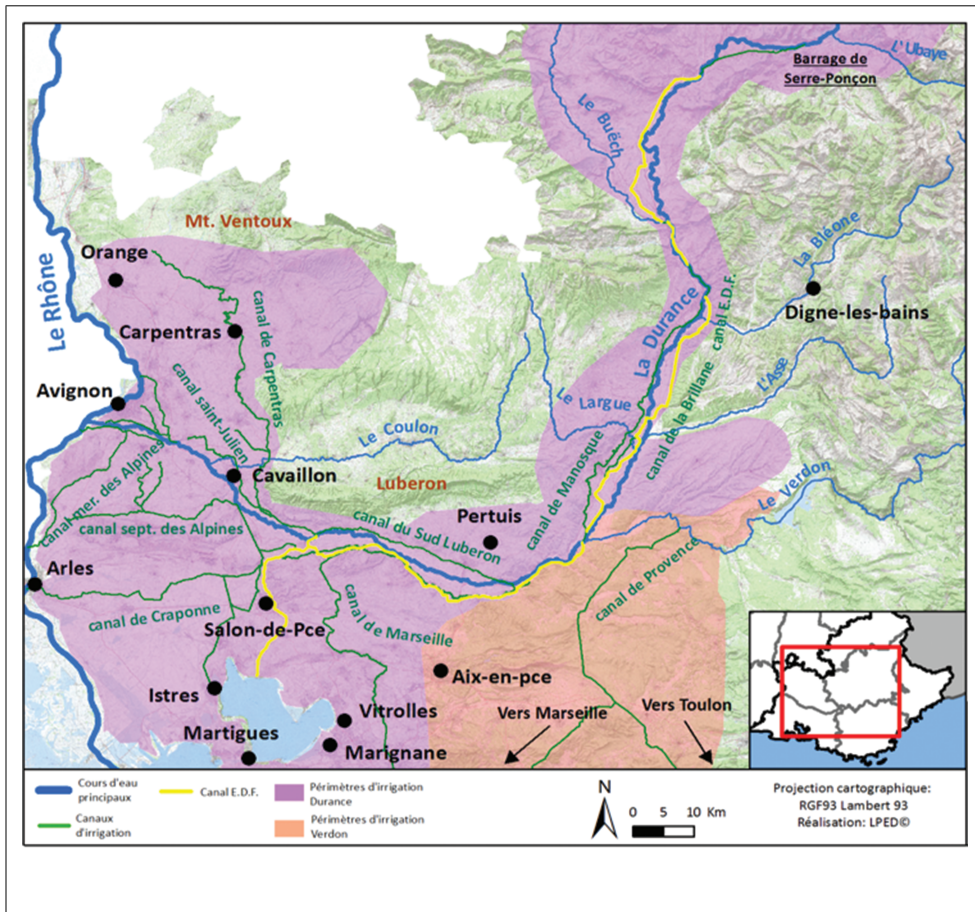 L'Ubaye
Barrage de
Serre-Ponçon
Le Buëch
Mt. Ventoux
La Bléone
Orange
Le Rhône
canal de Carpentras
La Durance
canal E.D.F.
Digne-les-bains
Carpentras
canal saint-Julien
Avignon
L'Asse
Le Largue
canal de la Brillane
Le Coulon
canal mer. des Alpines
Cavaillon
Luberon
canal de Manosque
Le Verdon
canal sept. des Alpines
canal du Sud Luberon
Pertuis
Arles
canal de Provence
canal de Craponne
Salon-de-Pce
canal de Marseille
Aix-en-pce
Istres
Vitrolles
Vers Marseille
Vers Toulon
Martigues
Marignane
Cours d'eau
principaux
Canal E.D.F.
Périmètres d'irrigation
Durance
Canaux
d'irrigation
Périmètres d'irrigation
Verdon
N
0 5 10 Km
Projection cartographique:
RGF93 Lambert 93
Réalisation: LPED©